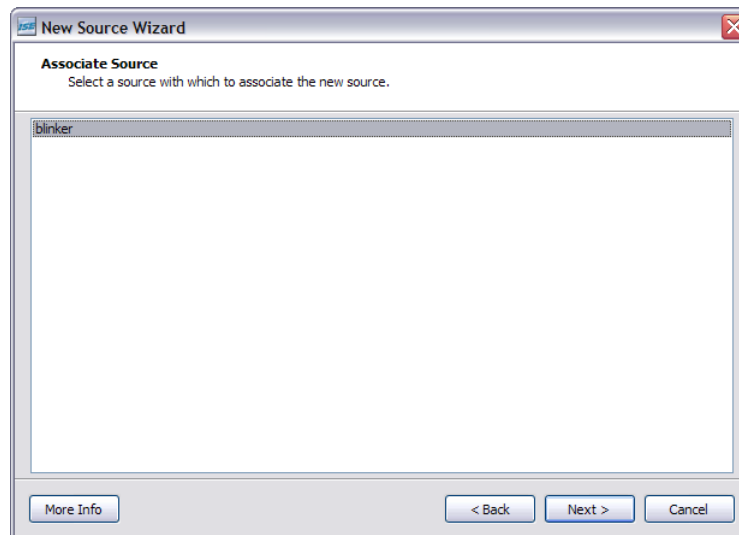 ISE New Source Wizard
Associate Source
Select a source with which to associate the new source.
blinker
More Info
< Back
Next >
Cancel